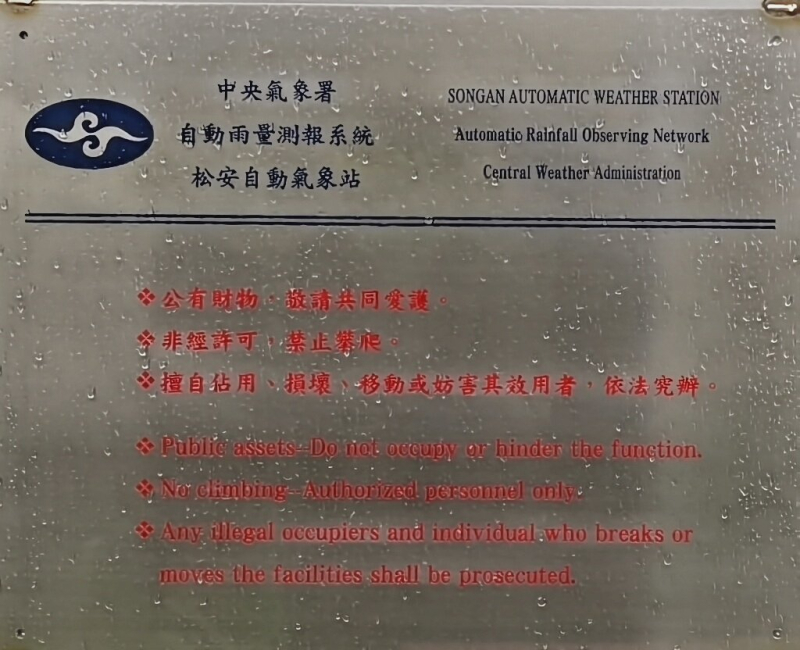 中央氣象署
自動雨量測報系統
松安自動氣象站
SONGAN AUTOMATIC WEATHER STATION
Automatic Rainfall Observing Network
Central Weather Administration
❖公有財物，敬請共同愛護。
❖非經許可，禁止攀爬。
❖擅自佔用、損壞、移動或妨害其效用者，依法究辦。
❖Public assets–Do not occupy or hinder the function.
❖No climbing–Authorized personnel only.
❖Any illegal occupiers and individual who breaks or
moves the facilities shall be prosecuted.